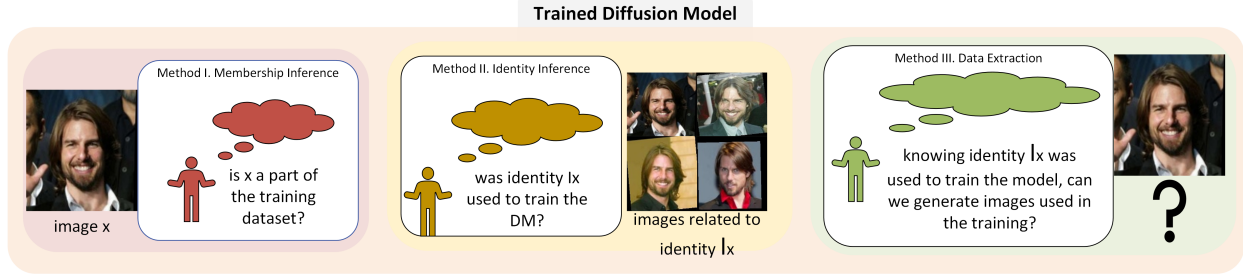 Trained Diffusion Model
Method I. Membership Inference
is x a part of
the training
dataset?
image x
Method II. Identity Inference
was identity Ix
used to train the
DM?
images related to
identity Ix
Method III. Data Extraction
knowing identity Ix was
used to train the model, can
we generate images used in
the training?
?